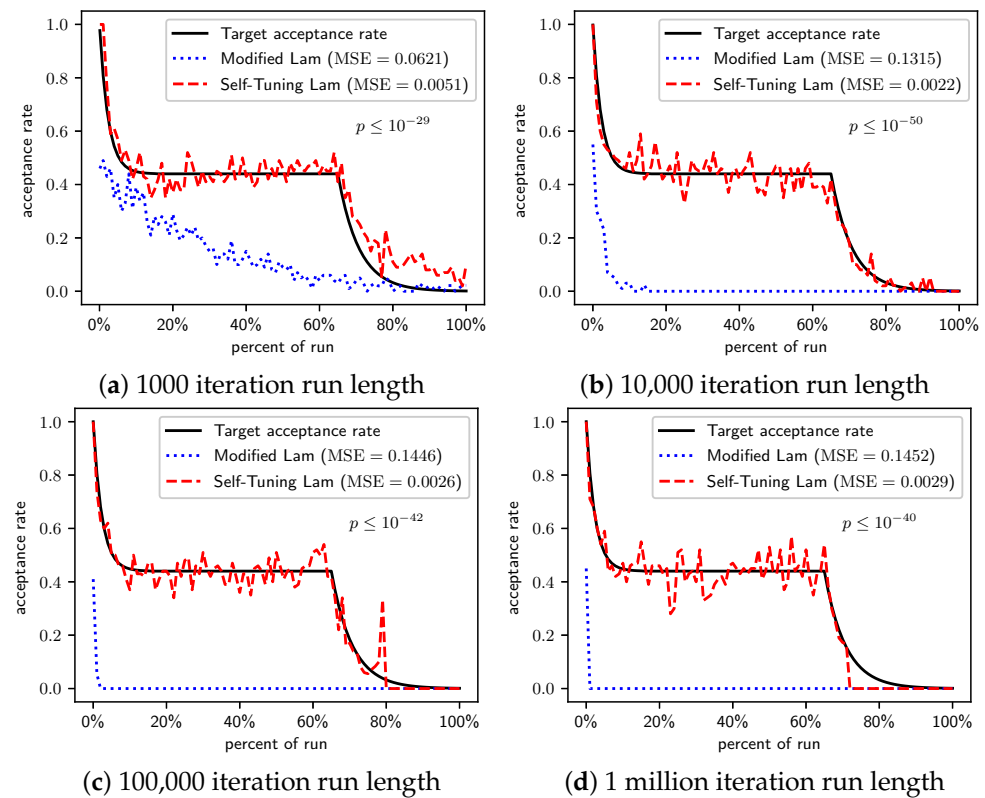 1.0
0.8
0.6
0.4
0.2
0.0
acceptance rate
Target acceptance rate
Modified Lam (MSE = 0.0621)
Self-Tuning Lam (MSE = 0.0051)
p ≤ 10⁻²⁹
0% 20% 40% 60% 80% 100%
percent of run
(a) 1000 iteration run length
1.0
0.8
0.6
0.4
0.2
0.0
acceptance rate
Target acceptance rate
Modified Lam (MSE = 0.1315)
Self-Tuning Lam (MSE = 0.0022)
p ≤ 10⁻⁵⁰
0% 20% 40% 60% 80% 100%
percent of run
(b) 10,000 iteration run length
1.0
0.8
0.6
0.4
0.2
0.0
acceptance rate
Target acceptance rate
Modified Lam (MSE = 0.1446)
Self-Tuning Lam (MSE = 0.0026)
p ≤ 10⁻⁴²
0% 20% 40% 60% 80% 100%
percent of run
(c) 100,000 iteration run length
1.0
0.8
0.6
0.4
0.2
0.0
acceptance rate
Target acceptance rate
Modified Lam (MSE = 0.1452)
Self-Tuning Lam (MSE = 0.0029)
p ≤ 10⁻⁴⁰
0% 20% 40% 60% 80% 100%
percent of run
(d) 1 million iteration run length